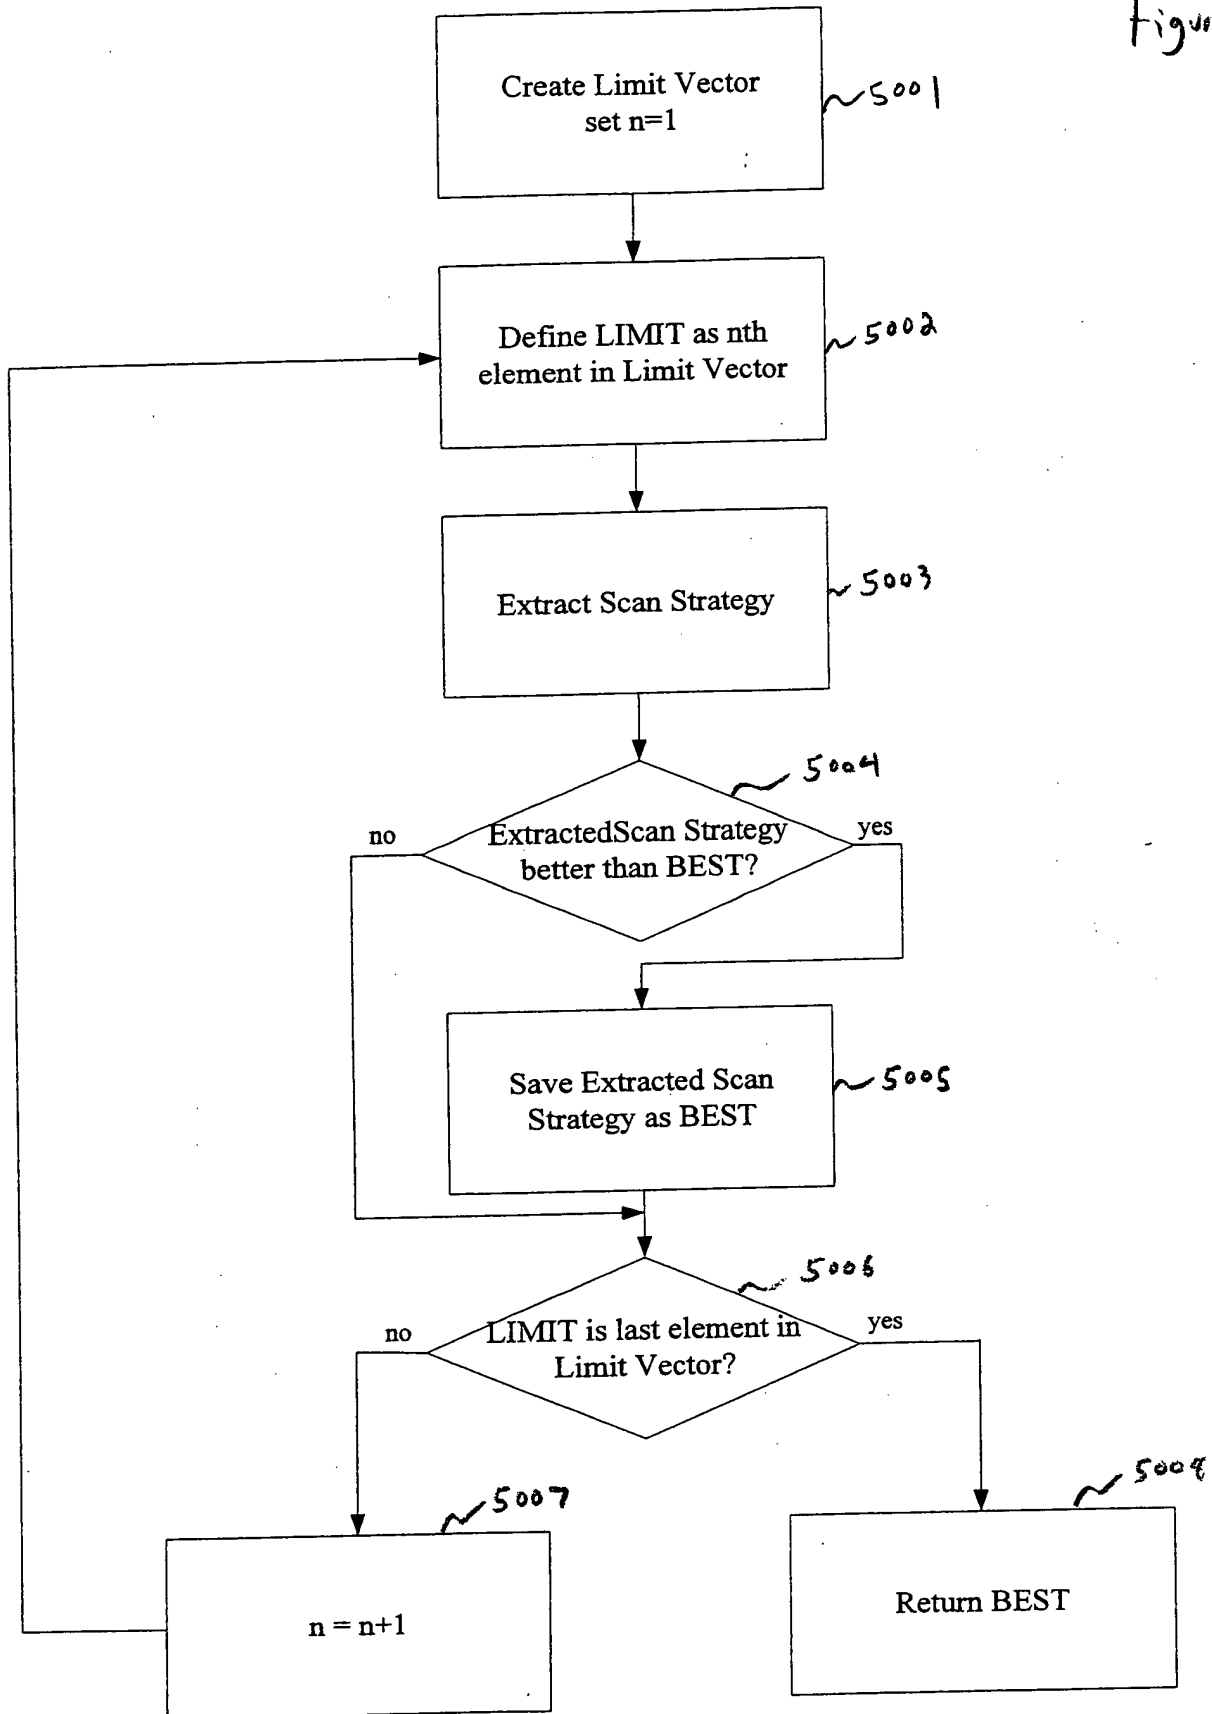 Create Limit Vector
set n=1
5001
Define LIMIT as nth
element in Limit Vector
5002
Extract Scan Strategy
5003
5004
no
ExtractedScan Strategy
better than BEST?
yes
Save Extracted Scan
Strategy as BEST
5005
5006
no
LIMIT is last element in
Limit Vector?
yes
5007
n = n+1
Return BEST